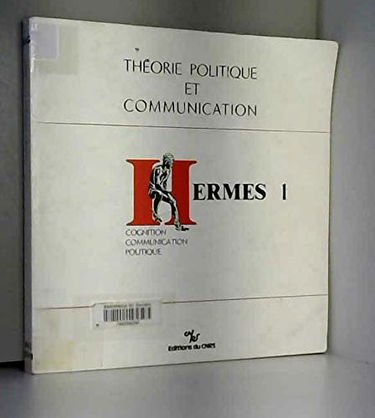 THÉORIE POLITIQUE
ET
COMMUNICATION
HERMES 1
COGNITION
COMMUNICATION
POLITIQUE
Editions du CNRS